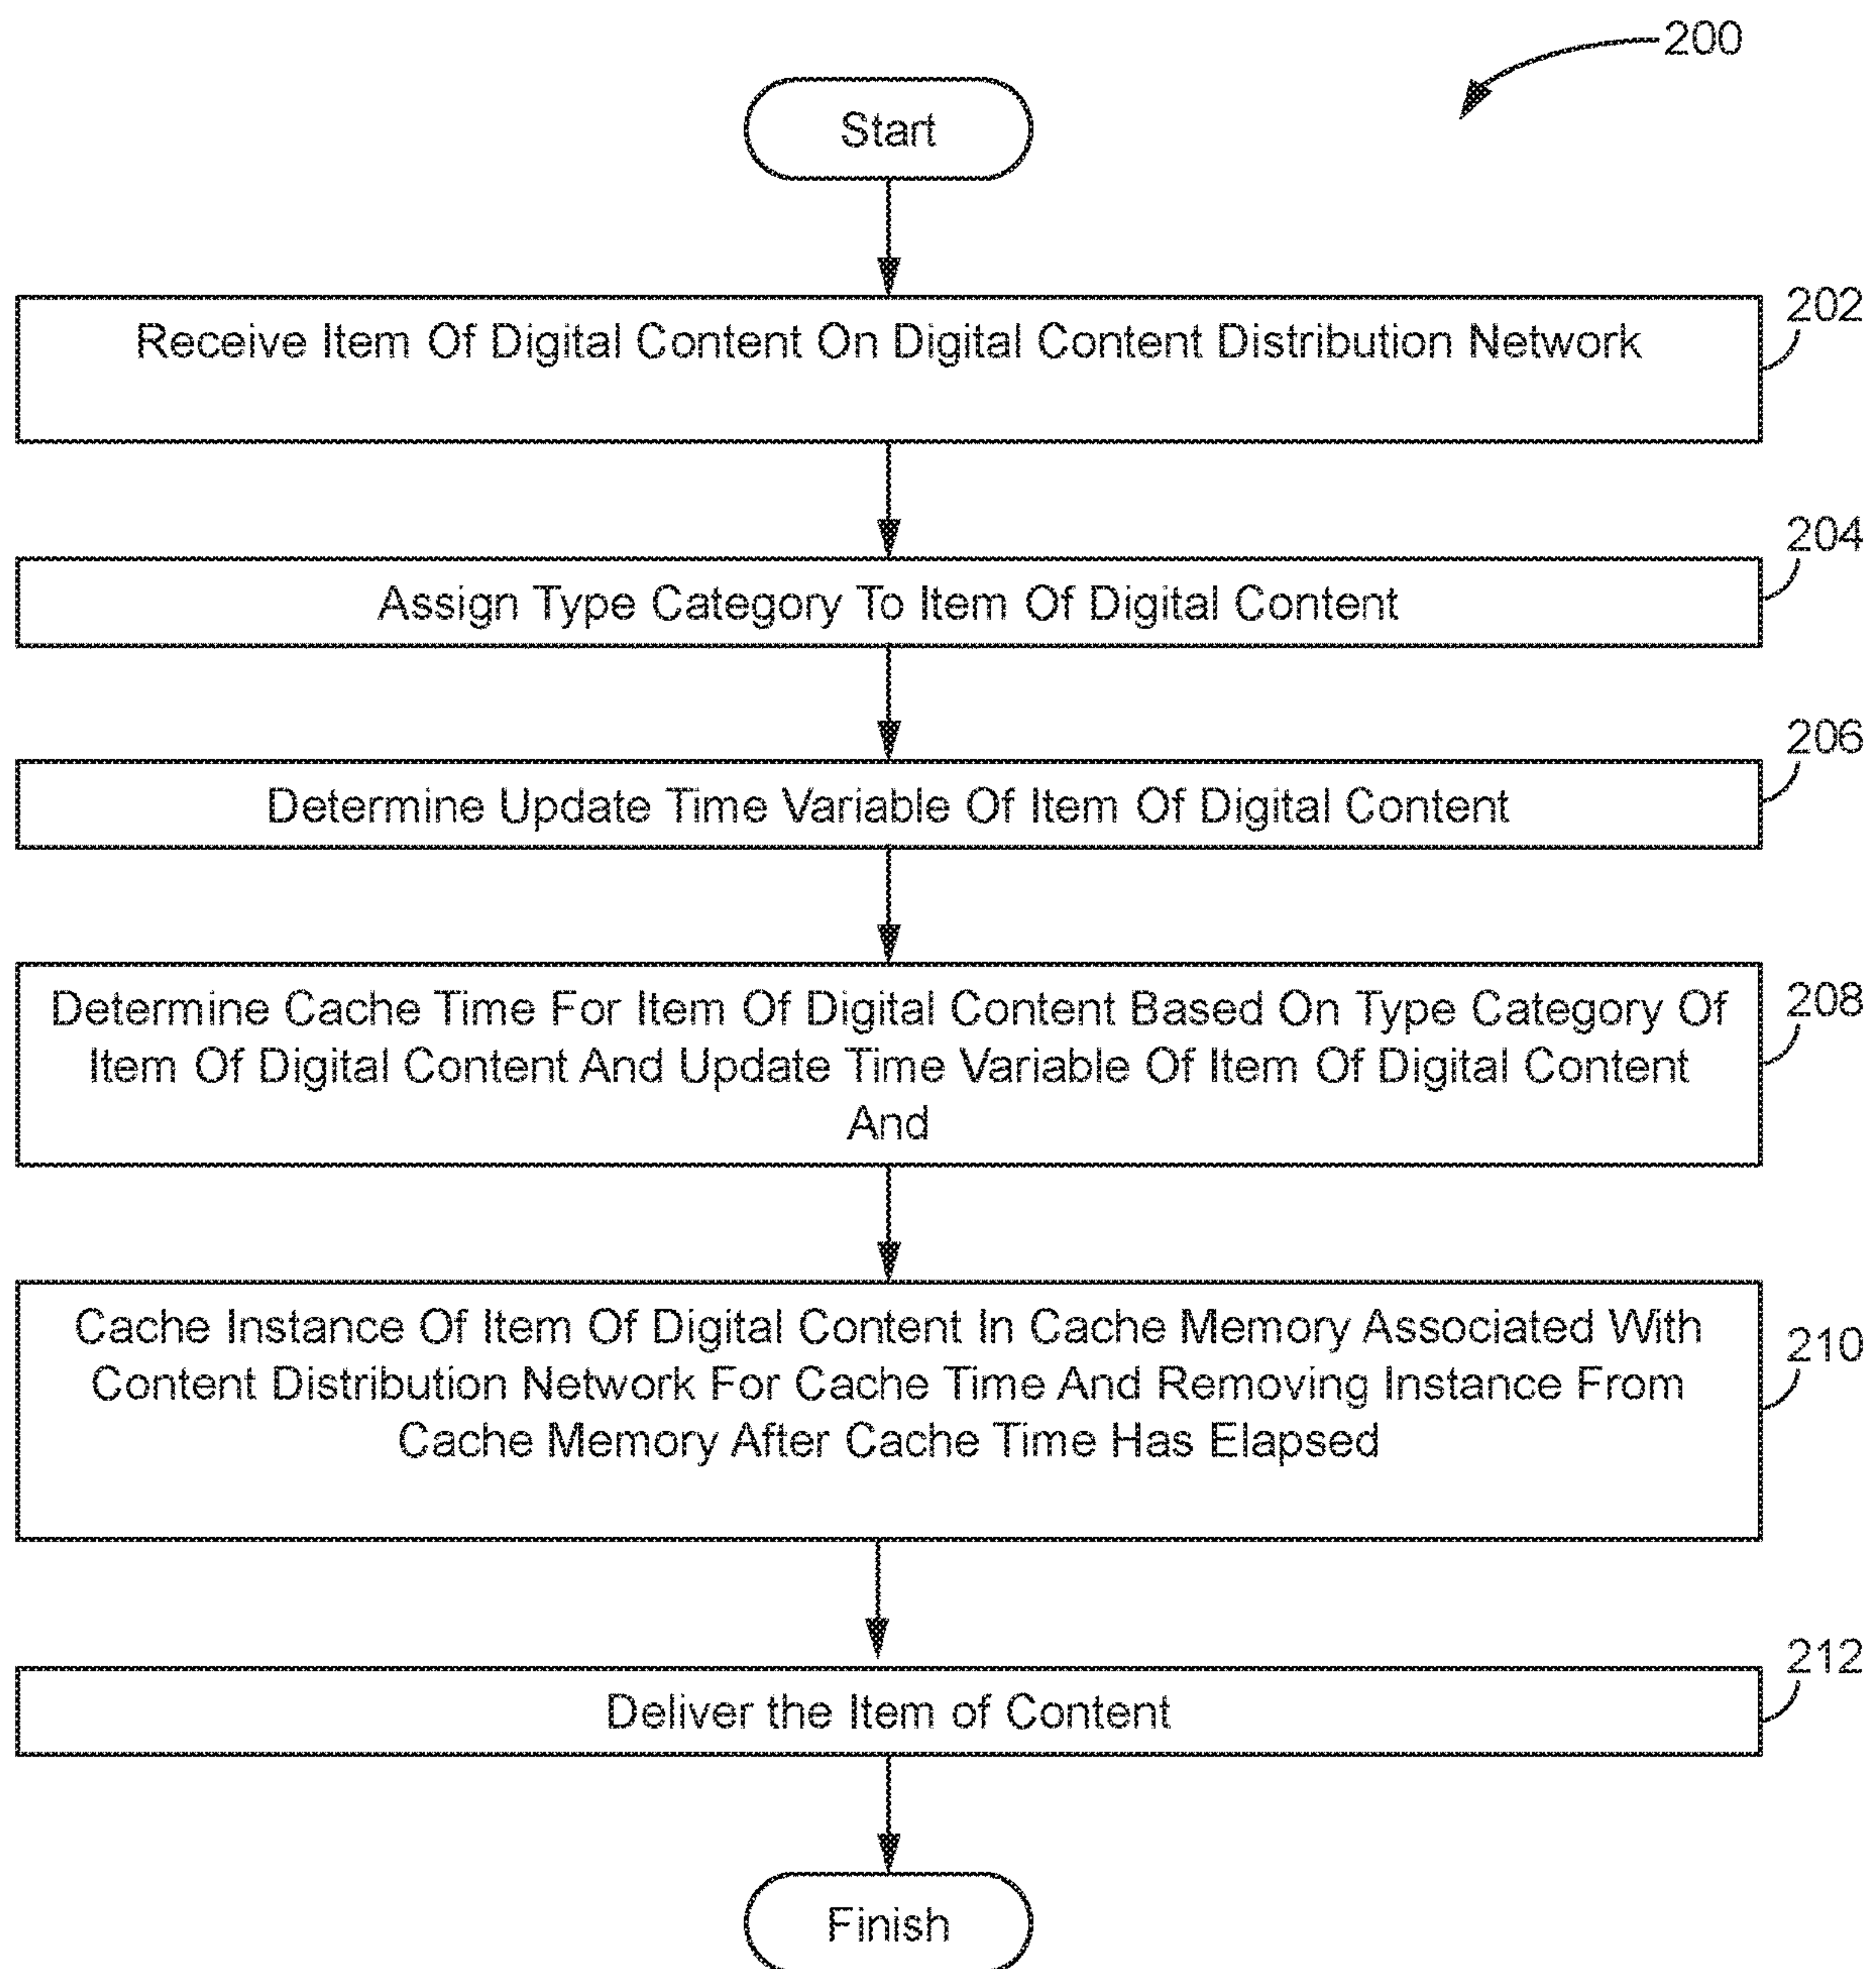 200
Start
202
Receive Item Of Digital Content On Digital Content Distribution Network
204
Assign Type Category To Item Of Digital Content
206
Determine Update Time Variable Of Item Of Digital Content
208
Determine Cache Time For Item Of Digital Content Based On Type Category Of
Item Of Digital Content And Update Time Variable Of Item Of Digital Content
And
210
Cache Instance Of Item Of Digital Content In Cache Memory Associated With
Content Distribution Network For Cache Time And Removing Instance From
Cache Memory After Cache Time Has Elapsed
212
Deliver the Item of Content
Finish